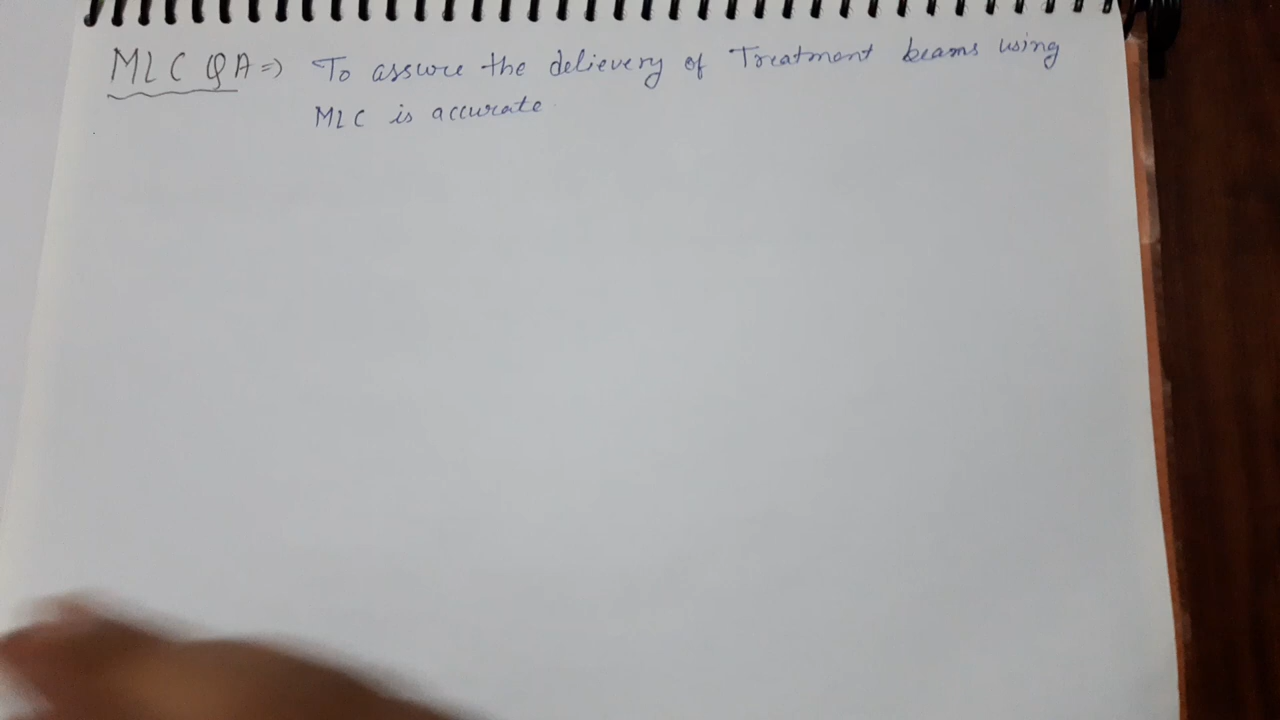 MLC QA => To assure the delievery of Treatment beams using
MLC is accurate